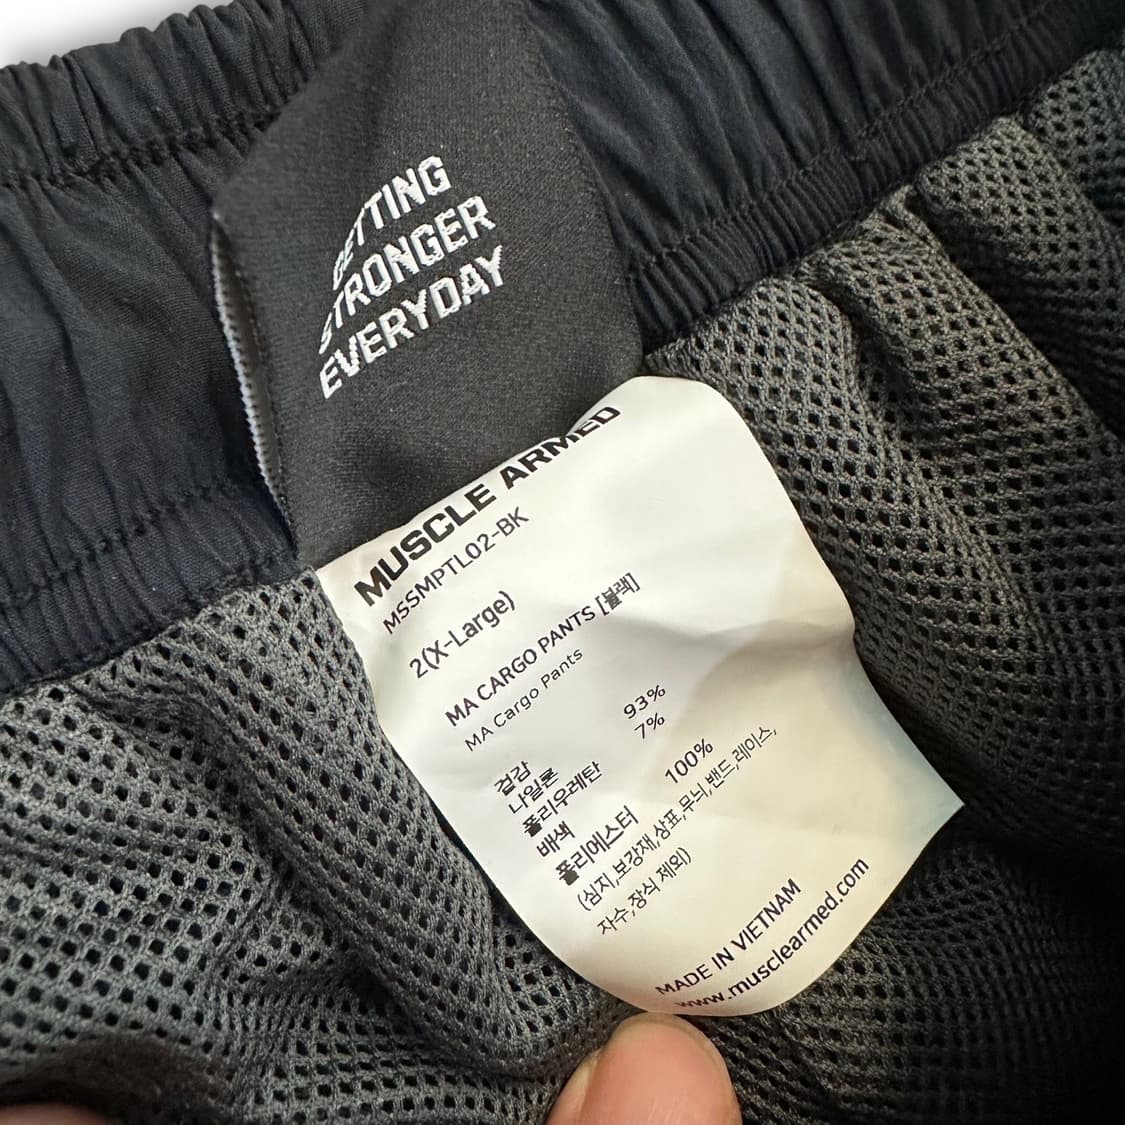 GETTING
STRONGER
EVERYDAY
MUSCLE ARMED
MSSMPTL02-BK
2(X-Large)
MA CARGO PANTS [블랙]
MA Cargo Pants
겉감
나일론 93%
폴리우레탄 7%
배색
폴리에스터 100%
(심지,보강재,상표,무늬,밴드,레이스,
자수,장식 제외)
MADE IN VIETNAM
www.musclearmed.com